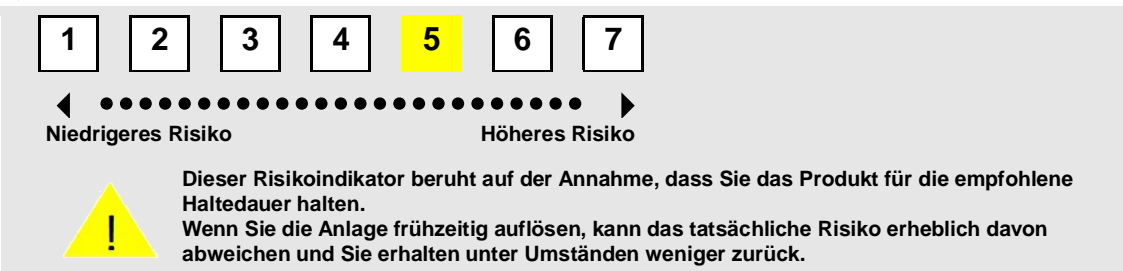 1 2 3 4 5 6 7
Niedrigeres Risiko Höheres Risiko
Dieser Risikoindikator beruht auf der Annahme, dass Sie das Produkt für die empfohlene
Haltedauer halten.
! Wenn Sie die Anlage frühzeitig auflösen, kann das tatsächliche Risiko erheblich davon
abweichen und Sie erhalten unter Umständen weniger zurück.